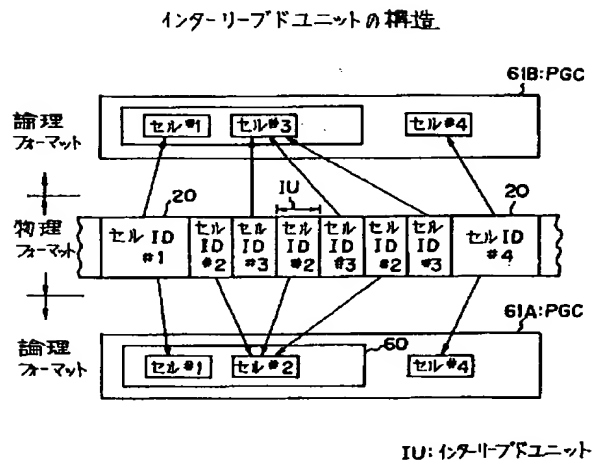 インターリーブドユニットの構造
61B:PGC
論理
フォーマット
セル#1
セル#3
セル#4
20
IU
20
物理
フォーマット
セル ID
#1
セル
ID
#2
セル
ID
#3
セル
ID
#2
セル
ID
#3
セル
ID
#2
セル
ID
#3
セル ID
#4
61A:PGC
論理
フォーマット
60
セル#1
セル#2
セル#4
IU:インターリーブドユニット